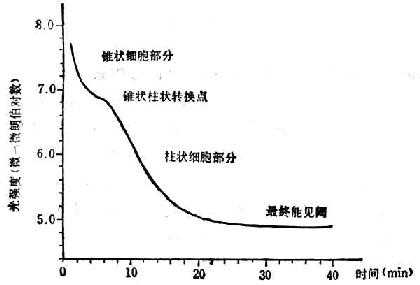 8.0
锥状细胞部分
7.0
锥状柱状转换点
光强度(微一微朗伯对数)
6.0
柱状细胞部分
5.0
最终能见阈
0
10
20
30
40
时间(min)